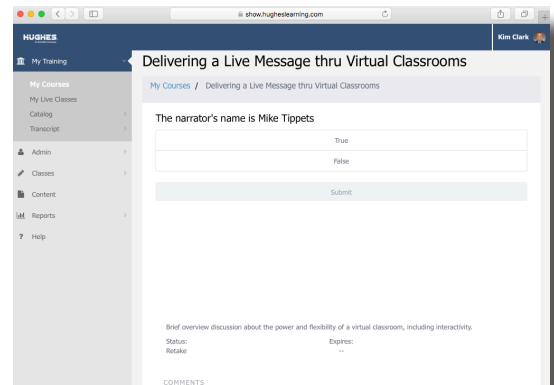 show.hugheslearning.com
HUGHES
Kim Clark
My Training
My Courses
My Live Classes
Catalog
Transcript
Admin
Classes
Content
Reports
? Help
Delivering a Live Message thru Virtual Classrooms
My Courses / Delivering a Live Message thru Virtual Classrooms
The narrator's name is Mike Tippets
True
False
Submit
Brief overview discussion about the power and flexibility of a virtual classroom, including interactivity.
Status: Expires:
Retake --
COMMENTS